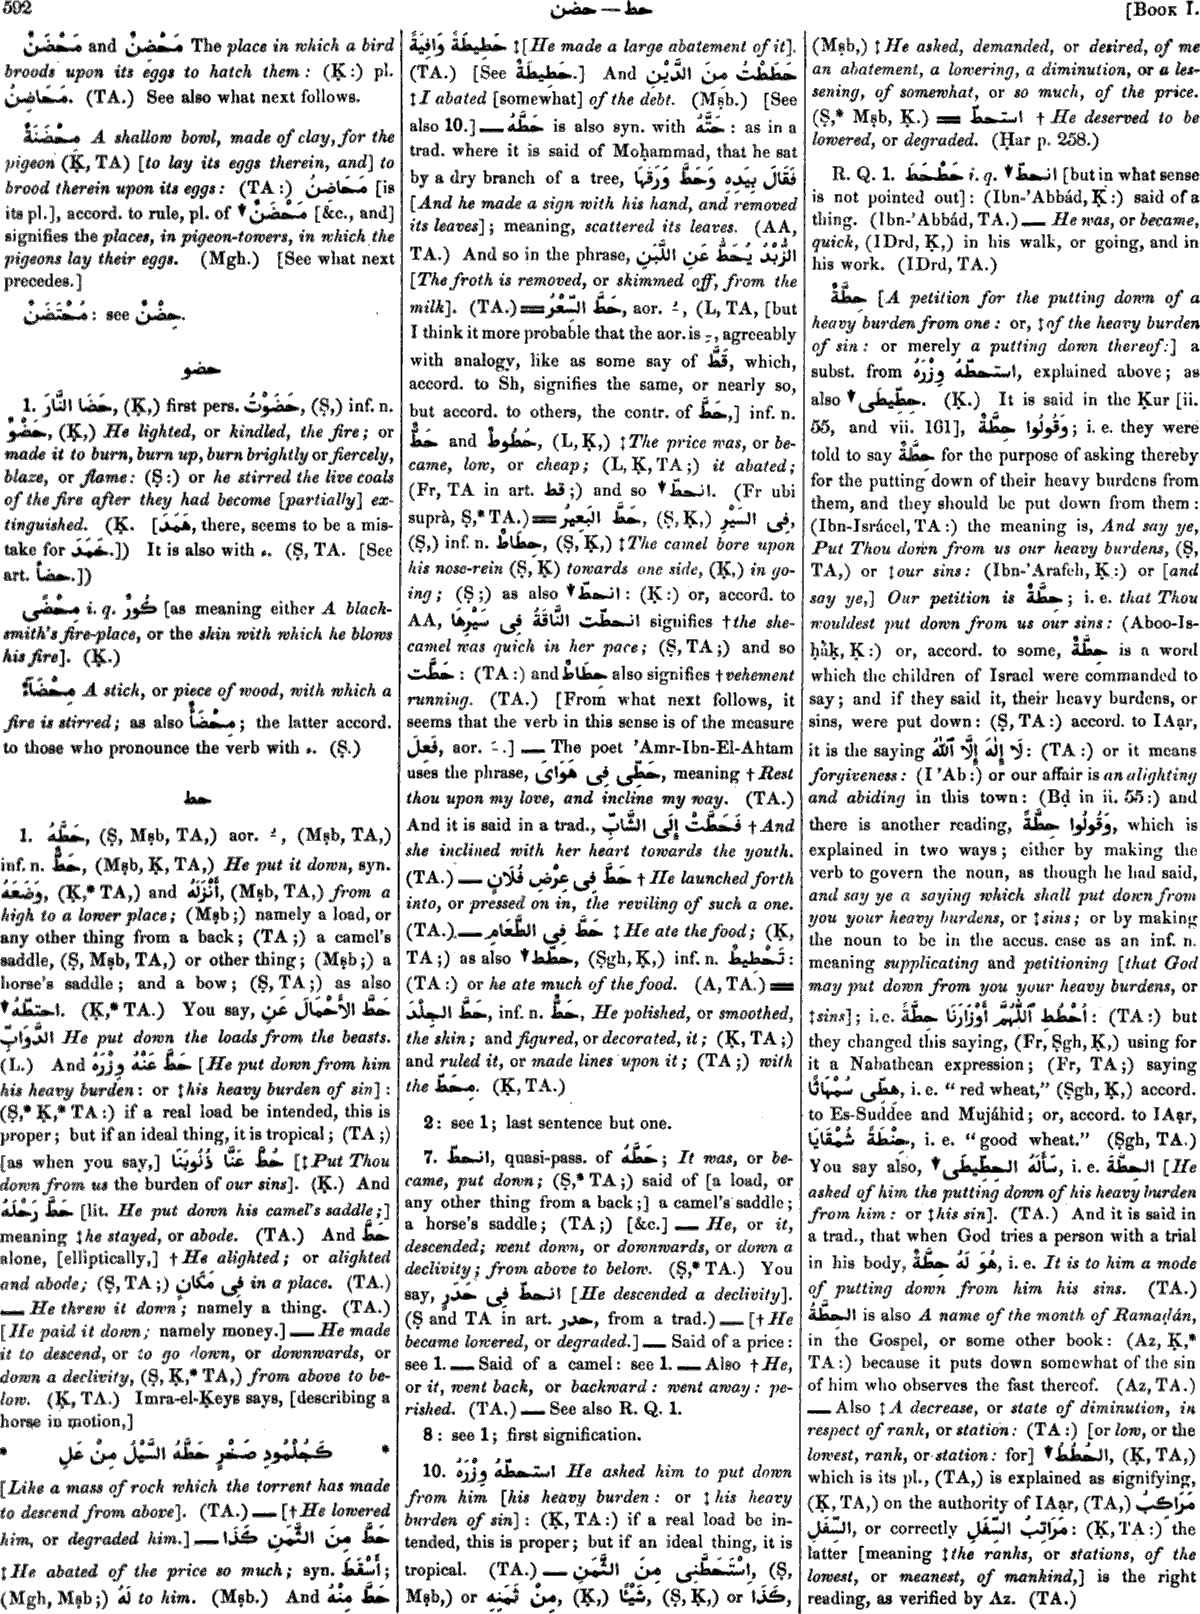 592
حضن — حط
[BOOK I.
مَحْضِنٌ and مَحْضَنٌ The place in which a bird
broods upon its eggs to hatch them: (Ḳ:) pl.
مَحَاضِنُ. (TA.) See also what next follows.
مِحْضَنَةٌ A shallow bowl, made of clay, for the
pigeon (Ḳ, TA) [to lay its eggs therein, and] to
brood therein upon its eggs: (TA:) مَحَاضِنُ [is
its pl.], accord. to rule, pl. of ▼مَحْضَنٌ [&c., and]
signifies the places, in pigeon-towers, in which the
pigeons lay their eggs. (Mgh.) [See what next
precedes.]
مُحْتَضَنٌ: see حِضْنٌ.
حضو
1. حَضَا النَّارَ, (Ḳ,) first pers. حَضَوْتُ, (Ṣ,) inf. n.
حَضْوٌ, (Ḳ,) He lighted, or kindled, the fire; or
made it to burn, burn up, burn brightly or fiercely,
blaze, or flame: (Ṣ:) or he stirred the live coals
of the fire after they had become [partially] ex-
tinguished. (Ḳ. [هَمَدَ, there, seems to be a mis-
take for خَمَدَ.]) It is also with ء. (Ṣ, TA. [See
art. حضأ.])
مِحْضًى i. q. كُورٌ [as meaning either A black-
smith's fire-place, or the skin with which he blows
his fire]. (Ḳ.)
مِحْضَآءٌ A stick, or piece of wood, with which a
fire is stirred; as also مِحْضَأٌ; the latter accord.
to those who pronounce the verb with ء. (Ṣ.)
حط
1. حَطَّهُ, (Ṣ, Mṣb, TA,) aor. ـُ, (Mṣb, TA,)
inf. n. حَطٌّ, (Mṣb, Ḳ, TA,) He put it down, syn.
وَضَعَهُ, (Ḳ,* TA,) and أَنْزَلَهُ, (Mṣb, TA,) from a
high to a lower place; (Mṣb;) namely a load, or
any other thing from a back; (TA;) a camel's
saddle, (Ṣ, Mṣb, TA,) or other thing; (Mṣb;) a
horse's saddle; and a bow; (Ṣ, TA;) as also
▼احتطّهُ. (Ḳ,* TA.) You say, حَطَّ الأَحْمَالَ عَنِ
الدَّوَابِّ He put down the loads from the beasts.
(L.) And حَطَّ عَنْهُ وِزْرَهُ [He put down from him
his heavy burden: or ‡his heavy burden of sin]:
(Ṣ,* Ḳ,* TA:) if a real load be intended, this is
proper; but if an ideal thing, it is tropical; (TA;)
[as when you say,] حُطَّ عَنَّا ذُنُوبَنَا [‡Put Thou
down from us the burden of our sins]. (Ḳ.) And
حَطَّ رَحْلَهُ [lit. He put down his camel's saddle;]
meaning ‡he stayed, or abode. (TA.) And حَطَّ
alone, [elliptically,] † He alighted; or alighted
and abode; (Ṣ, TA;) فِى مَكَانٍ in a place. (TA.)
— He threw it down; namely a thing. (TA.)
[He paid it down; namely money.] — He made
it to descend, or to go down, or downwards, or
down a declivity, (Ṣ, Ḳ,* TA,) from above to be-
low. (Ḳ, TA.) Imra-el-Ḳeys says, [describing a
horse in motion,]
* كَجُلْمُودِ صَخْرٍ حَطَّهُ السَّيْلُ مِنْ عَلِ *
[Like a mass of rock which the torrent has made
to descend from above]. (TA.) — [† He lowered
him, or degraded him.] — حَطَّ مِنَ الثَّمَنِ كَذَا
‡He abated of the price so much; syn. أَسْقَطَ;
(Mgh, Mṣb;) لَهُ to him. (Mṣb.) And حَطَّ مِنْهُ
حَطِيطَةً وَافِيَةً ‡[He made a large abatement of it].
(TA.) [See حَطِيطَةٌ.] And حَطَطْتُ مِنَ الدَّيْنِ
‡I abated [somewhat] of the debt. (Mṣb.) [See
also 10.] — حَطَّهُ is also syn. with حَتَّهُ: as in a
trad. where it is said of Moḥammad, that he sat
by a dry branch of a tree, فَقَالَ بِيَدِهِ وَحَطَّ وَرَقَهَا
[And he made a sign with his hand, and removed
its leaves]; meaning, scattered its leaves. (AA,
TA.) And so in the phrase, الزُّبْدُ يُحَطُّ عَنِ اللَّبَنِ
[The froth is removed, or skimmed off, from the
milk]. (TA.) = حَطَّ السِّعْرُ, aor. ـُ, (L, TA, [but
I think it more probable that the aor. is ـِ, agreeably
with analogy, like as some say of قَطَّ, which,
accord. to Sh, signifies the same, or nearly so,
but accord. to others, the contr. of حَطَّ,] inf. n.
حَطٌّ and حُطُوطٌ, (L, Ḳ,) ‡The price was, or be-
came, low, or cheap; (L, Ḳ, TA;) it abated;
(Fr, TA in art. قط;) and so ▼انحطّ. (Fr ubi
suprà, Ṣ,* TA.) = حَطَّ البَعِيرُ, (Ṣ, Ḳ,) فِى السَّيْرِ,
(Ṣ,) inf. n. حِطَاطٌ, (Ṣ, Ḳ,) ‡The camel bore upon
his nose-rein (Ṣ, Ḳ) towards one side, (Ḳ,) in go-
ing; (Ṣ;) as also ▼انحطّ: (Ḳ:) or, accord. to
AA, انحطّت النَّاقَةُ فِى سَيْرِهَا signifies †the she-
camel was quick in her pace; (Ṣ, TA;) and so
حَطَّت: (TA:) and حِطَاطٌ also signifies †vehement
running. (TA.) [From what next follows, it
seems that the verb in this sense is of the measure
فَعِلَ, aor. ـَ.] — The poet 'Amr-Ibn-El-Ahtam
uses the phrase, حَطِّى فِى هَوَاىَ, meaning † Rest
thou upon my love, and incline my way. (TA.)
And it is said in a trad., فَحَطَّتْ إِلَى الشَّابِّ †And
she inclined with her heart towards the youth.
(TA.) — حَطَّ فِى عِرْضِ فُلَانٍ † He launched forth
into, or pressed on in, the reviling of such a one.
(TA.) — حَطَّ فِي الطَّعَامِ ‡ He ate the food; (Ḳ,
TA;) as also ▼حطّط, (Ṣgh, Ḳ,) inf. n. تَحْطِيطٌ:
(TA:) or he ate much of the food. (A, TA.) =
حَطَّ الجِلْدَ, inf. n. حَطٌّ, He polished, or smoothed,
the skin; and figured, or decorated, it; (Ḳ, TA;)
and ruled it, or made lines upon it; (TA;) with
the مِحَطّ. (Ḳ, TA.)
2: see 1; last sentence but one.
7. انحطّ, quasi-pass. of حَطَّهُ; It was, or be-
came, put down; (Ṣ,* TA;) said of [a load, or
any other thing from a back;] a camel's saddle;
a horse's saddle; (TA;) [&c.] — He, or it,
descended; went down, or downwards, or down a
declivity; from above to below. (Ṣ,* TA.) You
say, انحطّ فِى حَدَرٍ [He descended a declivity].
(Ṣ and TA in art. حدر, from a trad.) — [† He
became lowered, or degraded.] — Said of a price:
see 1. — Said of a camel: see 1. — Also † He,
or it, went back, or backward: went away: pe-
rished. (TA.) — See also R. Q. 1.
8: see 1; first signification.
10. استحطّهُ وِزْرَهُ He asked him to put down
from him [his heavy burden: or ‡his heavy
burden of sin]: (Ḳ, TA:) if a real load be in-
tended, this is proper; but if an ideal thing, it is
tropical. (TA.) — اِسْتَحَطَّنِى مِنَ الثَّمَنِ, (Ṣ,
Mṣb,) or مِنْ ثَمَنِهِ, (Ḳ,) شَيْئًا, (Ṣ, Ḳ,) or كَذَا,
(Mṣb,) ‡ He asked, demanded, or desired, of me
an abatement, a lowering, a diminution, or a les-
sening, of somewhat, or so much, of the price.
(Ṣ,* Mṣb, Ḳ.) = استحطّ † He deserved to be
lowered, or degraded. (Ḥar p. 258.)
R. Q. 1. حَطْحَطَ i. q. ▼انحطّ [but in what sense
is not pointed out]: (Ibn-'Abbád, Ḳ:) said of a
thing. (Ibn-'Abbád, TA.) — He was, or became,
quick, (IDrd, Ḳ,) in his walk, or going, and in
his work. (IDrd, TA.)
حِطَّةٌ [A petition for the putting down of a
heavy burden from one: or, ‡of the heavy burden
of sin: or merely a putting down thereof:] a
subst. from استحطّهُ وِزْرَهُ, explained above; as
also ▼حِطِّيطَى. (Ḳ.) It is said in the Ḳur [ii.
55, and vii. 161], وَقُولُوا حِطَّةٌ; i. e. they were
told to say حِطَّةٌ for the purpose of asking thereby
for the putting down of their heavy burdens from
them, and they should be put down from them:
(Ibn-Isráeel, TA:) the meaning is, And say ye,
Put Thou down from us our heavy burdens, (Ṣ,
TA,) or ‡our sins: (Ibn-'Arafeh, Ḳ:) or [and
say ye,] Our petition is حِطَّةٌ; i. e. that Thou
wouldest put down from us our sins: (Aboo-Is-
ḥáḳ, Ḳ:) or, accord. to some, حِطَّةٌ is a word
which the children of Israel were commanded to
say; and if they said it, their heavy burdens, or
sins, were put down: (Ṣ, TA:) accord. to IAạr,
it is the saying لَا إِلٰهَ إِلَّا ٱللّٰهُ: (TA:) or it means
forgiveness: (I 'Ab:) or our affair is an alighting
and abiding in this town: (Bḍ in ii. 55:) and
there is another reading, وَقُولُوا حِطَّةً, which is
explained in two ways; either by making the
verb to govern the noun, as though he had said,
and say ye a saying which shall put down from
you your heavy burdens, or ‡sins; or by making
the noun to be in the accus. case as an inf. n.
meaning supplicating and petitioning [that God
may put down from you your heavy burdens, or
‡sins]; i. e. اُحْطُطِ ٱللّٰهُمَّ أَوْزَارَنَا حِطَّةً: (TA:) but
they changed this saying, (Fr, Ṣgh, Ḳ,) using for
it a Nabathean expression; (Fr, TA;) saying
هِطَّى سُمْهَاثَا, i. e. "red wheat," (Ṣgh, Ḳ,) accord.
to Es-Suddee and Mujáhid; or, accord. to IAạr,
حِنْطَةً شُمْقَايَا, i. e. "good wheat." (Ṣgh, TA.)
You say also, ▼سَأَلَهُ الحِطِّيطَى, i. e. الحِطَّةَ [He
asked of him the putting down of his heavy burden
from him: or ‡his sin]. (TA.) And it is said in
a trad., that when God tries a person with a trial
in his body, هُوَ لَهُ حِطَّةٌ, i. e. It is to him a mode
of putting down from him his sins. (TA.)
الحِطَّةُ is also A name of the month of Ramaḍán,
in the Gospel, or some other book: (Az, Ḳ,*
TA:) because it puts down somewhat of the sin
of him who observes the fast thereof. (Az, TA.)
— Also ‡A decrease, or state of diminution, in
respect of rank, or station: (TA:) [or low, or the
lowest, rank, or station: for] ▼الحُطُطُ, (Ḳ, TA,)
which is its pl., (TA,) is explained as signifying,
(Ḳ, TA,) on the authority of IAạr, (TA,) مَرَاكِبُ
السِّفَلِ, or correctly مَرَاتِبُ السِّفَلِ: (Ḳ, TA:) the
latter [meaning ‡the ranks, or stations, of the
lowest, or meanest, of mankind,] is the right
reading, as verified by Az. (TA.)